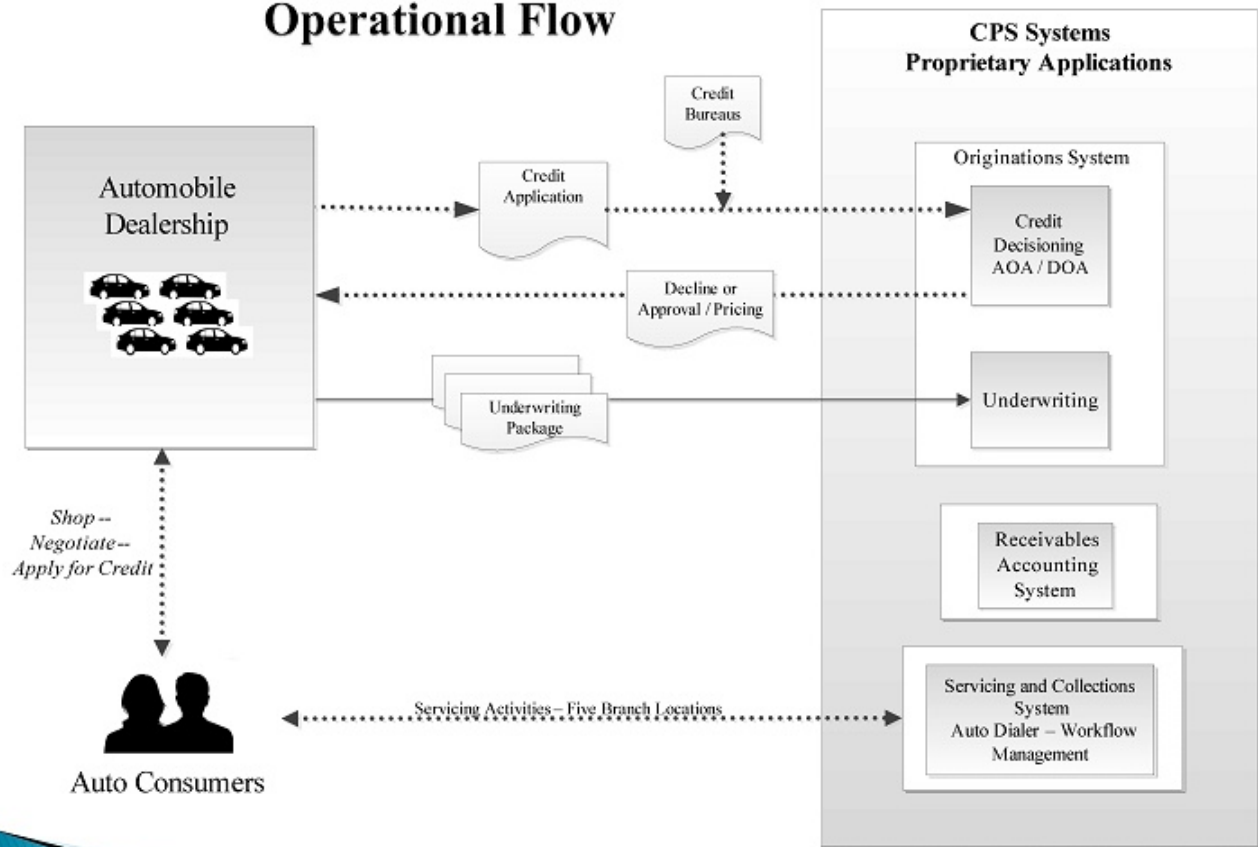 Operational Flow
CPS Systems
Proprietary Applications
Credit
Bureaus
Automobile
Dealership
Credit
Application
Originations System
Credit
Decisioning
AOA / DOA
Decline or
Approval / Pricing
Underwriting
Package
Underwriting
Shop --
Negotiate--
Apply for Credit
Receivables
Accounting
System
Servicing Activities – Five Branch Locations
Servicing and Collections
System
Auto Dialer – Workflow
Management
Auto Consumers